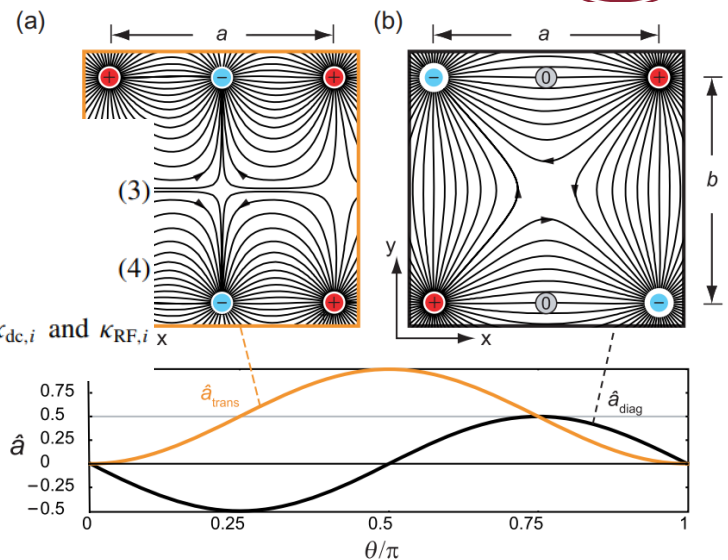 (a)
a
(b)
a
+
−
+
−
0
+
(3)
b
(4)
y
+
−
+
+
0
−
κdc,i and κRF,i
x
x
0.75
0.5
0.25
0
−0.25
−0.5
â
âtrans
âdiag
0
0.25
0.5
0.75
1
θ/π